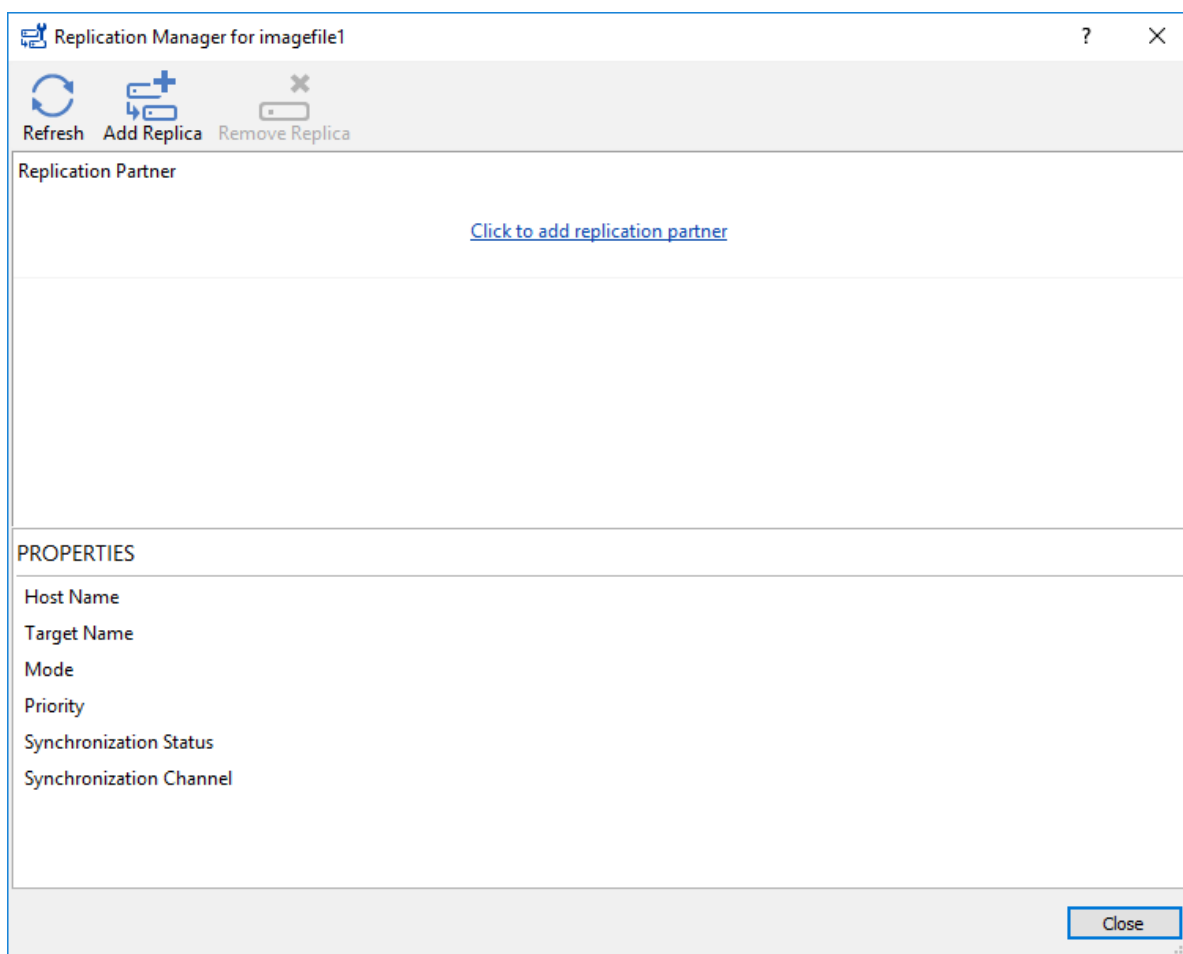 Replication Manager for imagefile1 ?
Refresh Add Replica Remove Replica
Replication Partner
Click to add replication partner
PROPERTIES
Host Name
Target Name
Mode
Priority
Synchronization Status
Synchronization Channel
Close